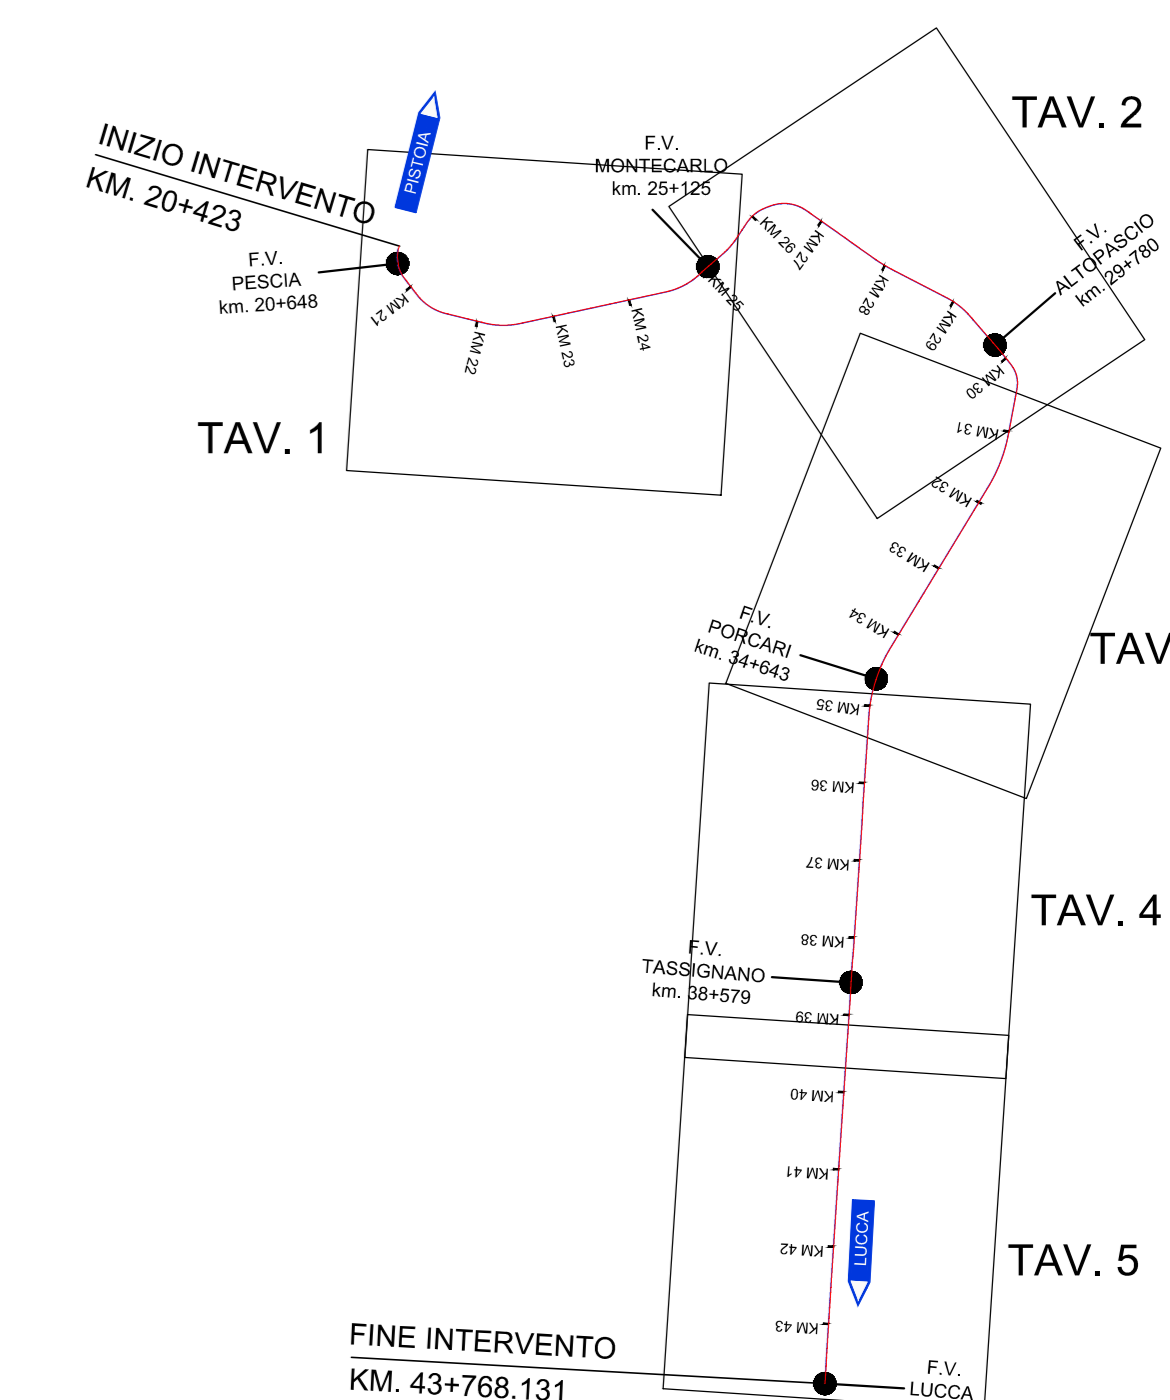 INIZIO INTERVENTO
KM. 20+423
PISTOIA
F.V.
PESCIA
km. 20+648
F.V.
MONTECARLO
km. 25+125
TAV. 2
F.V.
ALTOPASCIO
km. 29+780
KM 21
KM 22
KM 23
KM 24
KM 25
KM 26
KM 27
KM 28
KM 29
KM 30
TAV. 1
KM 31
KM 32
KM 33
KM 34
F.V.
PORCARI
km. 34+643
TAV
KM 35
KM 36
KM 37
KM 38
TAV. 4
F.V.
TASSIGNANO
km. 38+579
KM 39
KM 40
KM 41
KM 42
LUCCA
TAV. 5
KM 43
FINE INTERVENTO
KM. 43+768.131
F.V.
LUCCA